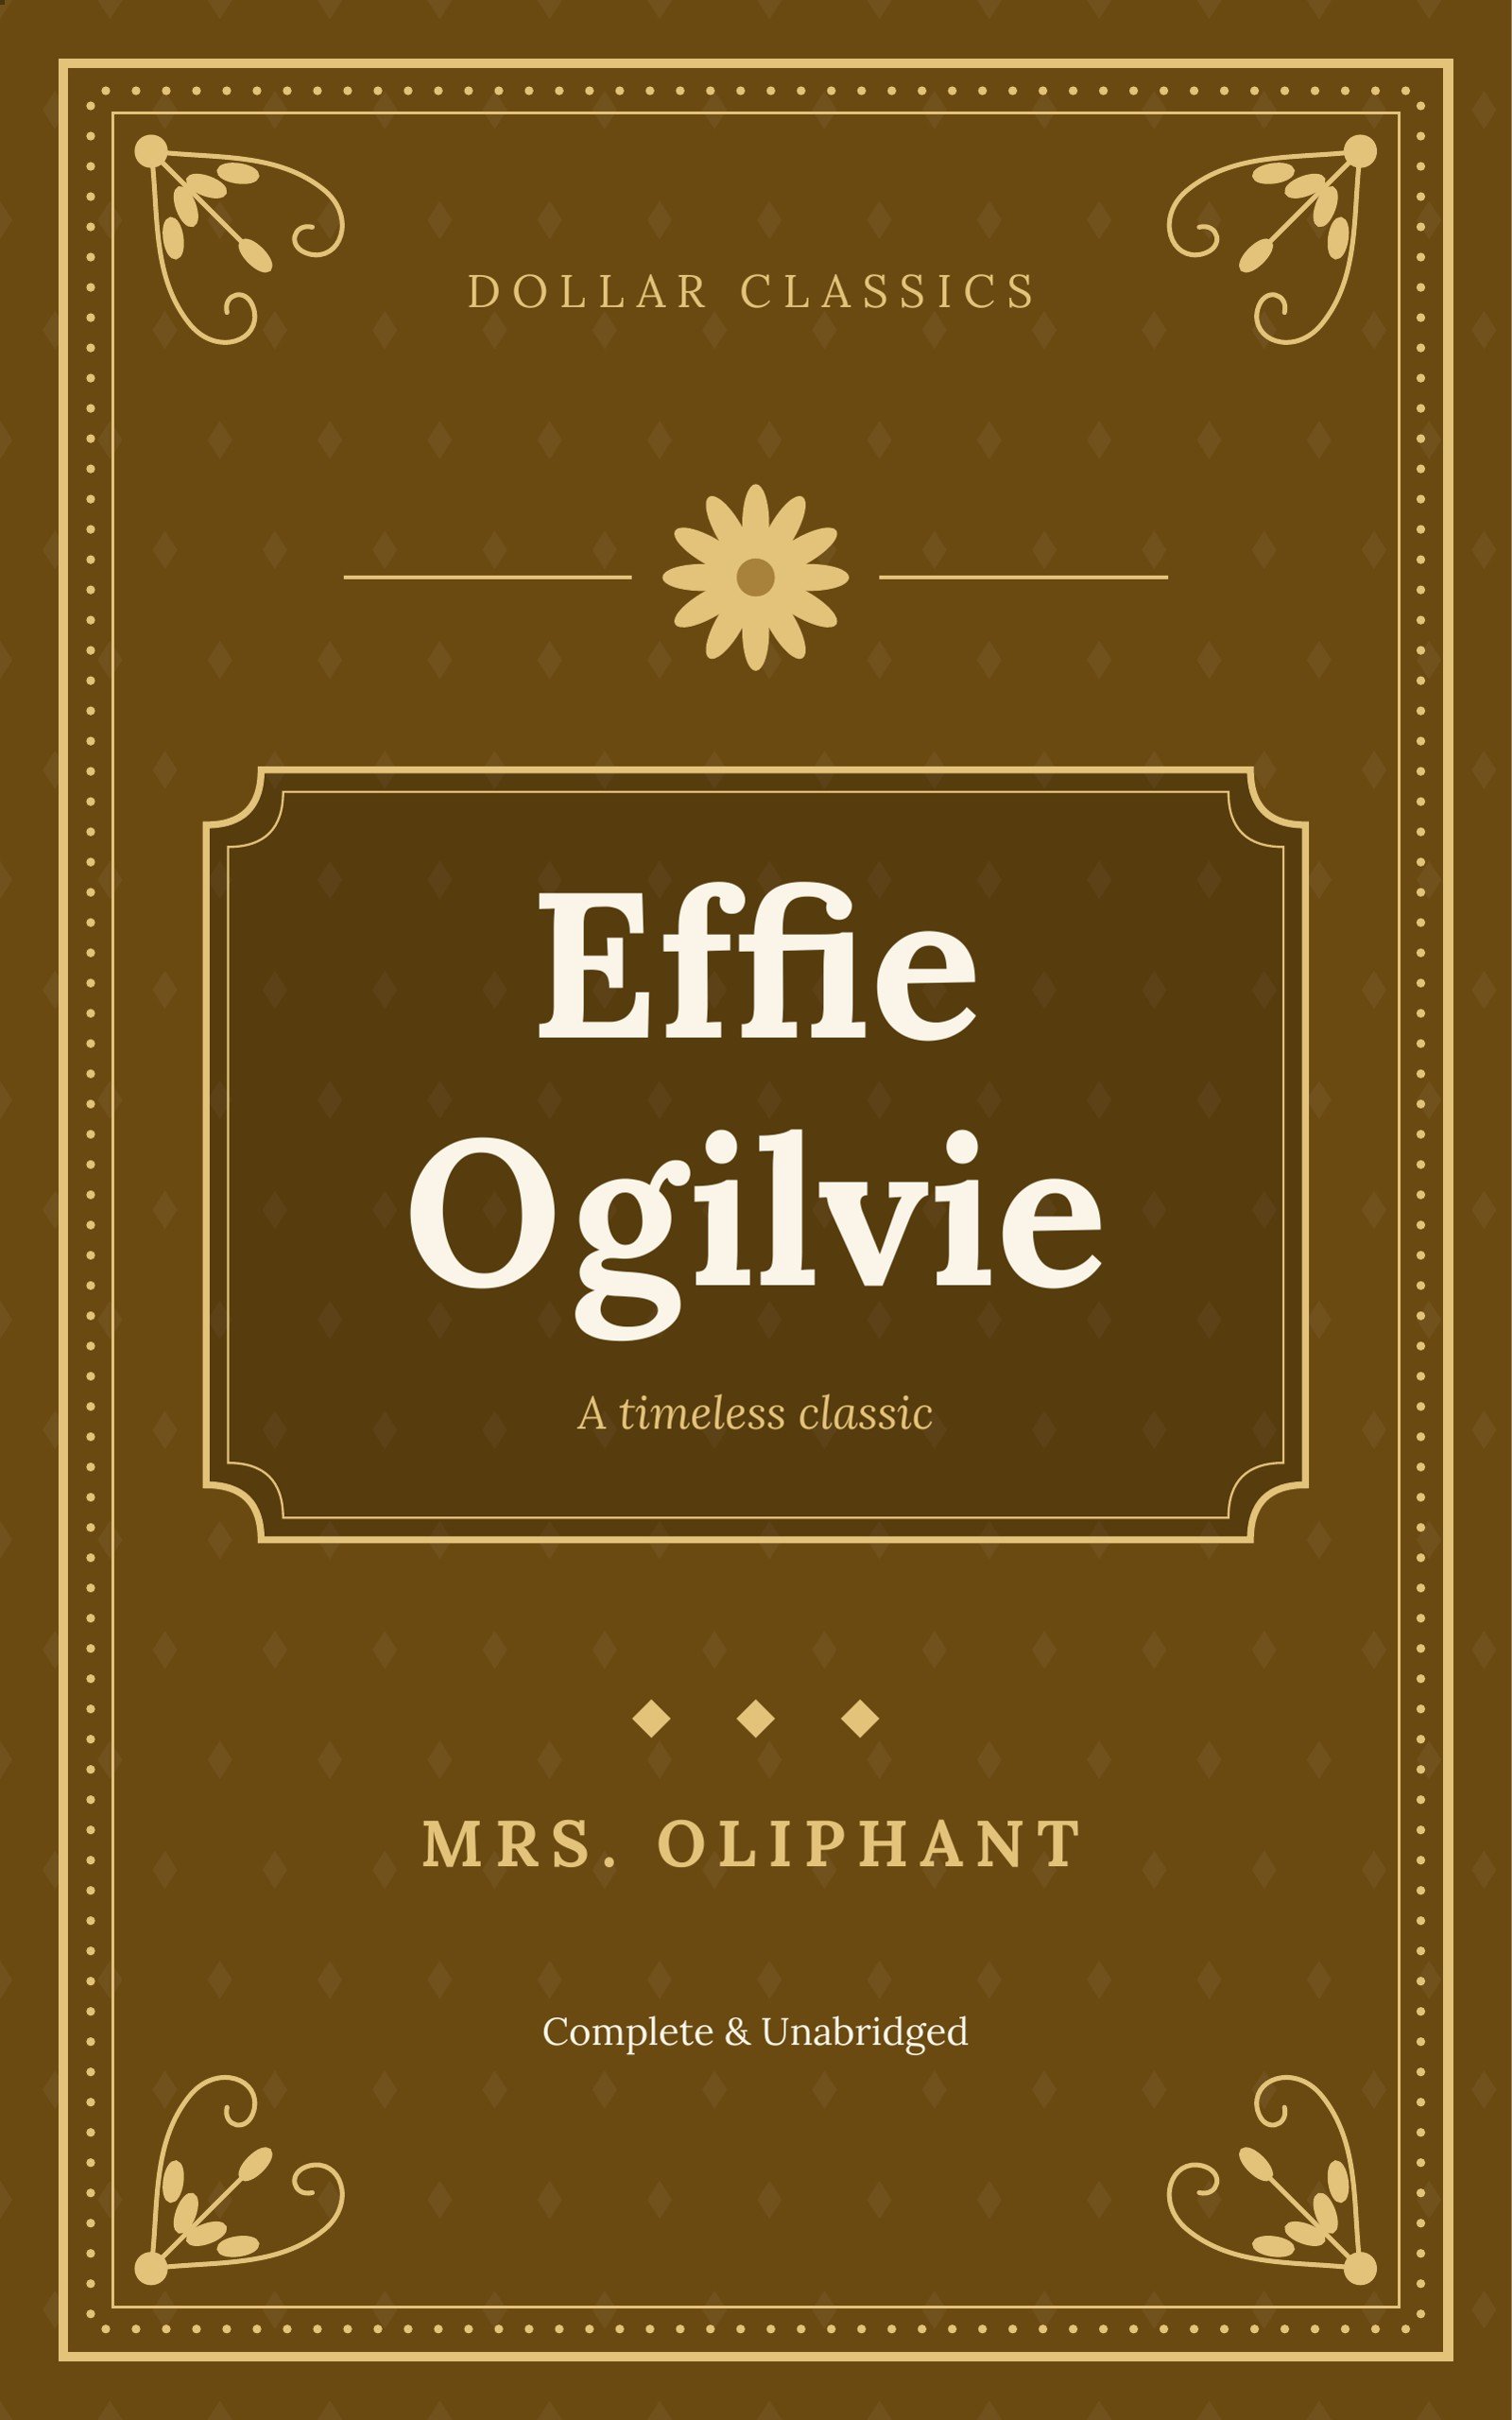 DOLLAR CLASSICS
Effie
Ogilvie
A timeless classic
MRS. OLIPHANT
Complete & Unabridged